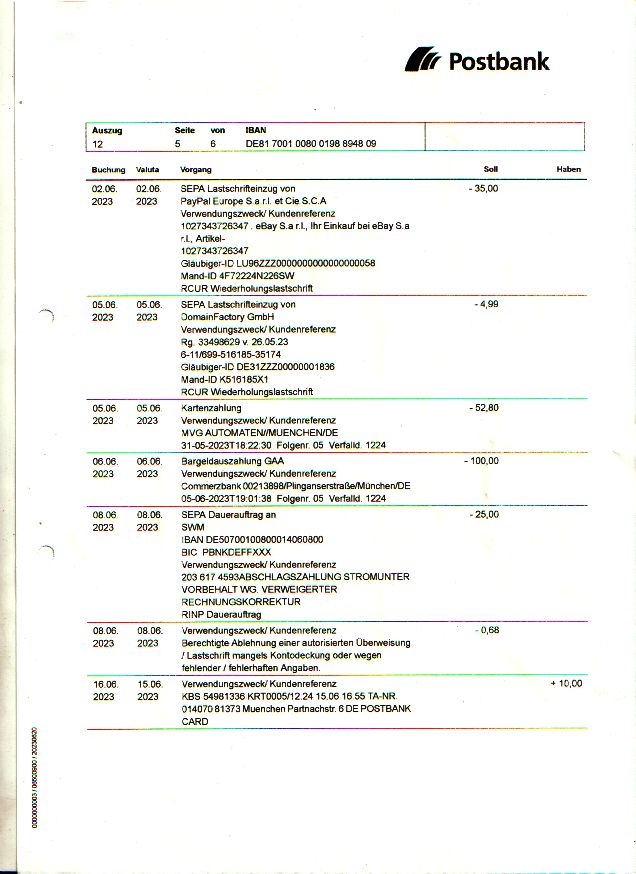 Postbank
Auszug Seite von IBAN
12 5 6 DE81 7001 0080 0198 8948 09
Buchung Valuta Vorgang Soll Haben
02.06. 02.06. SEPA Lastschrifteinzug von - 35,00
2023 2023 PayPal Europe S.a.r.l. et Cie S.C.A
Verwendungszweck/ Kundenreferenz
1027343726347 . eBay S.a r.l., Ihr Einkauf bei eBay S.a
r.l., Artikel-
1027343726347
Gläubiger-ID LU96ZZZ0000000000000000058
Mand-ID 4F72224N226SW
RCUR Wiederholungslastschrift
05.06. 05.06. SEPA Lastschrifteinzug von - 4,99
2023 2023 DomainFactory GmbH
Verwendungszweck/ Kundenreferenz
Rg. 33498629 v. 26.05.23
6-11/699-516185-35174
Gläubiger-ID DE31ZZZ00000001836
Mand-ID K516185X1
RCUR Wiederholungslastschrift
05.06. 05.06. Kartenzahlung - 52,80
2023 2023 Verwendungszweck/ Kundenreferenz
MVG AUTOMATEN//MUENCHEN/DE
31-05-2023T18:22:30 Folgenr. 05 Verfalld. 1224
06.06. 06.06. Bargeldauszahlung GAA - 100,00
2023 2023 Verwendungszweck/ Kundenreferenz
Commerzbank 00213898/Plinganserstraße/München/DE
05-06-2023T19:01:38 Folgenr. 05 Verfalld. 1224
08.06. 08.06. SEPA Dauerauftrag an - 25,00
2023 2023 SWM
IBAN DE50700100800014060800
BIC PBNKDEFFXXX
Verwendungszweck/ Kundenreferenz
203 617 4593ABSCHLAGSZAHLUNG STROMUNTER
VORBEHALT WG. VERWEIGERTER
RECHNUNGSKORREKTUR
RINP Dauerauftrag
08.06. 08.06. Verwendungszweck/ Kundenreferenz - 0,68
2023 2023 Berechtigte Ablehnung einer autorisierten Überweisung
/ Lastschrift mangels Kontodeckung oder wegen
fehlender / fehlerhaften Angaben.
16.06. 15.06. Verwendungszweck/ Kundenreferenz + 10,00
2023 2023 KBS 54981336 KRT0005/12.24 15.06 16.55 TA-NR.
014070 81373 Muenchen Partnachstr. 6 DE POSTBANK
CARD